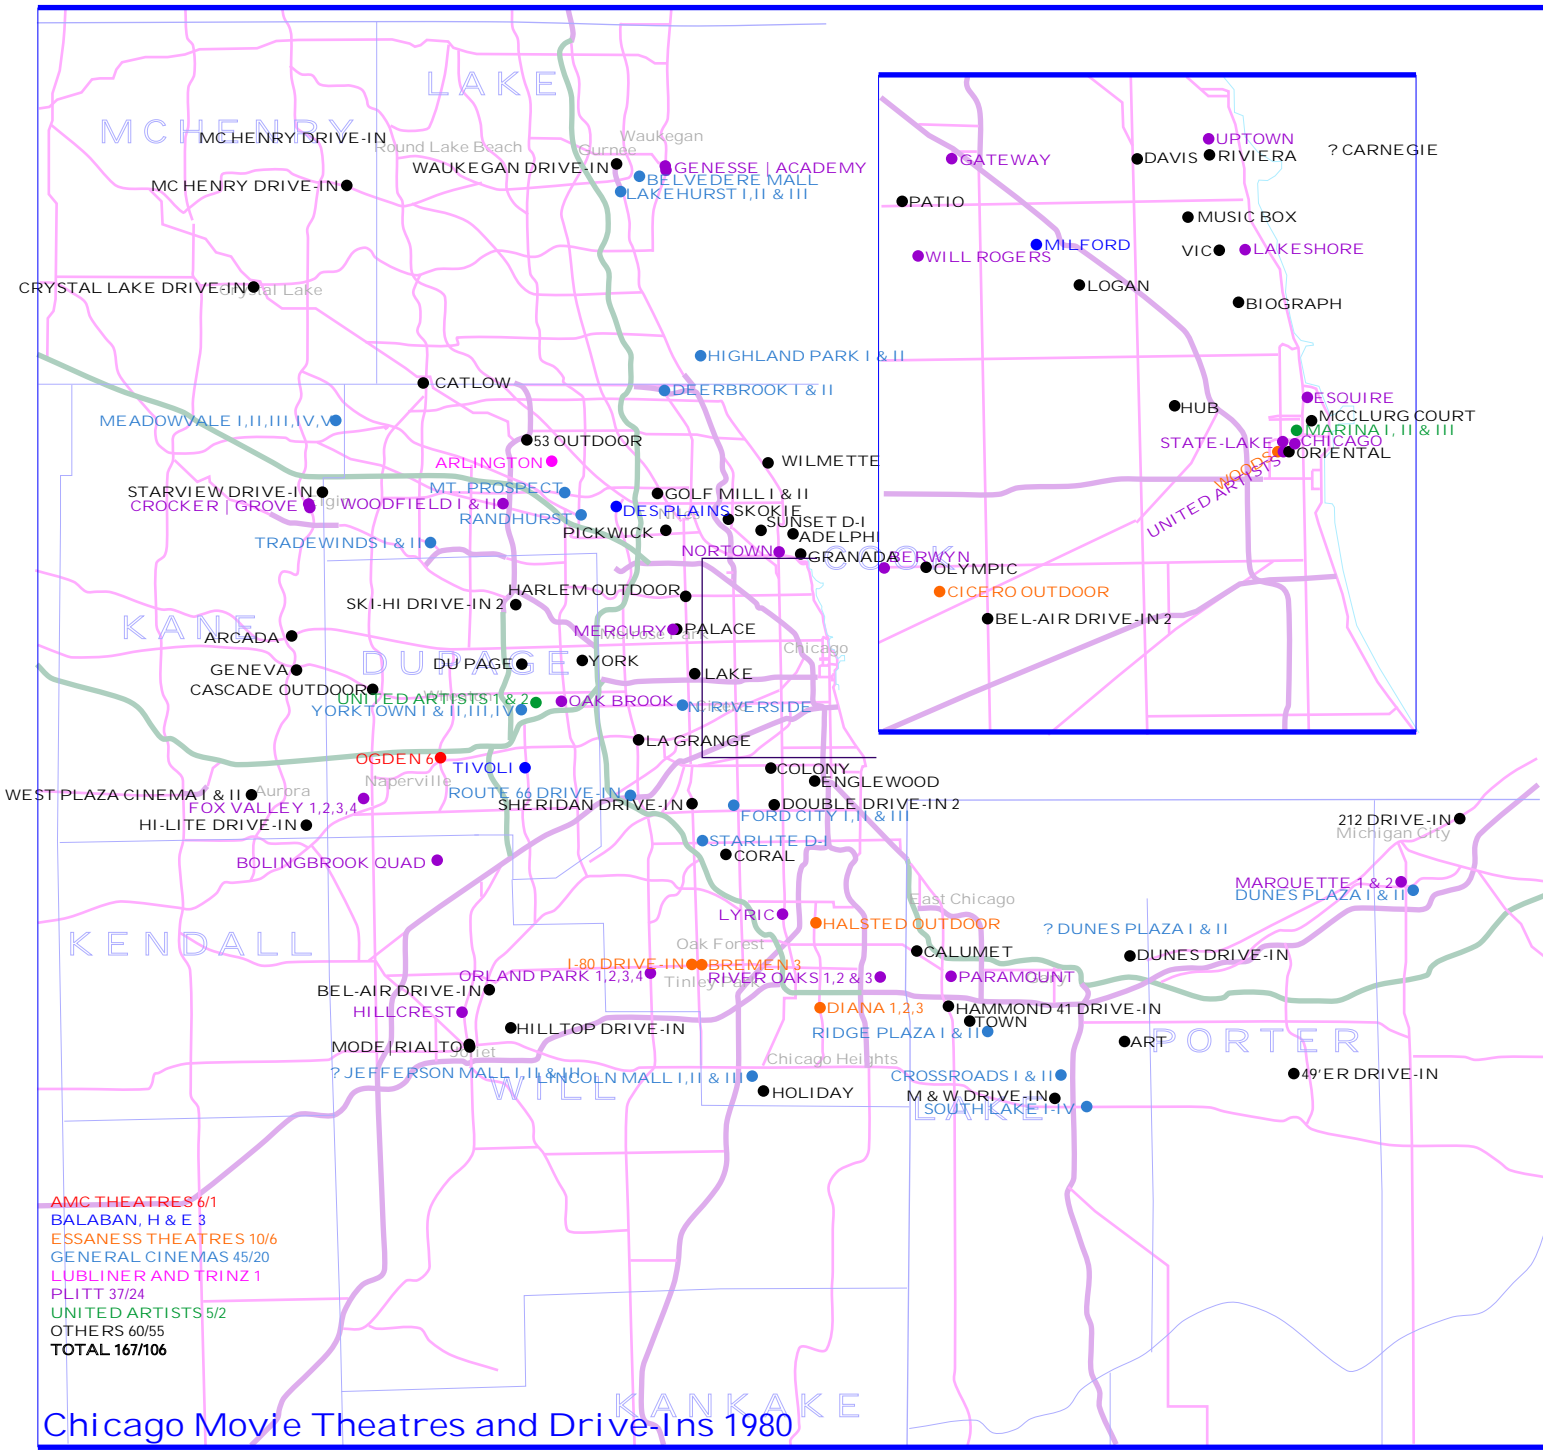 LAKE
MCHENRY
MCHENRY DRIVE-IN
Round Lake Beach
Waukegan
Gurnee
WAUKEGAN DRIVE-IN
GENESSE | ACADEMY
BELVEDERE MALL
LAKEHURST I,II & III
MC HENRY DRIVE-IN
CRYSTAL LAKE DRIVE-IN
Crystal Lake
UPTOWN
GATEWAY
DAVIS
RIVIERA
? CARNEGIE
PATIO
MUSIC BOX
MILFORD
VIC
LAKESHORE
WILL ROGERS
LOGAN
BIOGRAPH
ESQUIRE
HUB
MCCLURG COURT
MARINA I, II & III
STATE-LAKE
CHICAGO
ORIENTAL
WOODS
UNITED ARTISTS
BERWYN
OLYMPIC
CICERO OUTDOOR
BEL-AIR DRIVE-IN 2
HIGHLAND PARK I & II
CATLOW
DEERBROOK I & II
MEADOWVALE I,II,III,IV,V
53 OUTDOOR
ARLINGTON
WILMETTE
STARVIEW DRIVE-IN
CROCKER | GROVE
WOODFIELD I & II
MT. PROSPECT
GOLF MILL I & II
RANDHURST
DES PLAINS
SKOKIE
SUNSET D-I
PICKWICK
ADELPHI
TRADEWINDS I & II
NORTOWN
GRANADA
COOK
HARLEM OUTDOOR
SKI-HI DRIVE-IN 2
KANE
ARCADA
MERCURY
PALACE
Melrose Park
Chicago
DUPAGE
GENEVA
DU PAGE
YORK
LAKE
CASCADE OUTDOOR
UNITED ARTISTS 1 & 2
OAK BROOK
YORKTOWN I & II,III,IV
N. RIVERSIDE
LA GRANGE
OGDEN 6
TIVOLI
COLONY
Naperville
ENGLEWOOD
WEST PLAZA CINEMA I & II
Aurora
ROUTE 66 DRIVE-IN
FOX VALLEY 1,2,3,4
SHERIDAN DRIVE-IN
DOUBLE DRIVE-IN 2
FORD CITY I,II & III
HI-LITE DRIVE-IN
212 DRIVE-IN
Michigan City
STARLITE D-I
CORAL
BOLINGBROOK QUAD
MARQUETTE 1 & 2
DUNES PLAZA I & II
East Chicago
LYRIC
HALSTED OUTDOOR
? DUNES PLAZA I & II
KENDALL
Oak Forest
CALUMET
DUNES DRIVE-IN
I-80 DRIVE-IN
BREMEN 3
ORLAND PARK 1,2,3,4
Tinley Park
RIVER OAKS 1,2 & 3
PARAMOUNT
Gary
BEL-AIR DRIVE-IN
HILLCREST
DIANA 1,2,3
HAMMOND 41 DRIVE-IN
HILLTOP DRIVE-IN
TOWN
RIDGE PLAZA I & II
PORTER
ART
MODE|RIALTO
Joliet
Chicago Heights
? JEFFERSON MALL I,II & III
LINCOLN MALL I,II & III
CROSSROADS I & II
49'ER DRIVE-IN
WILL
HOLIDAY
M & W DRIVE-IN
SOUTH LAKE I-IV
LAKE
AMC THEATRES 6/1
BALABAN, H & E 3
ESSANESS THEATRES 10/6
GENERAL CINEMAS 45/20
LUBLINER AND TRINZ 1
PLITT 37/24
UNITED ARTISTS 5/2
OTHERS 60/55
TOTAL 167/106
KANKAKEE
Chicago Movie Theatres and Drive-Ins 1980